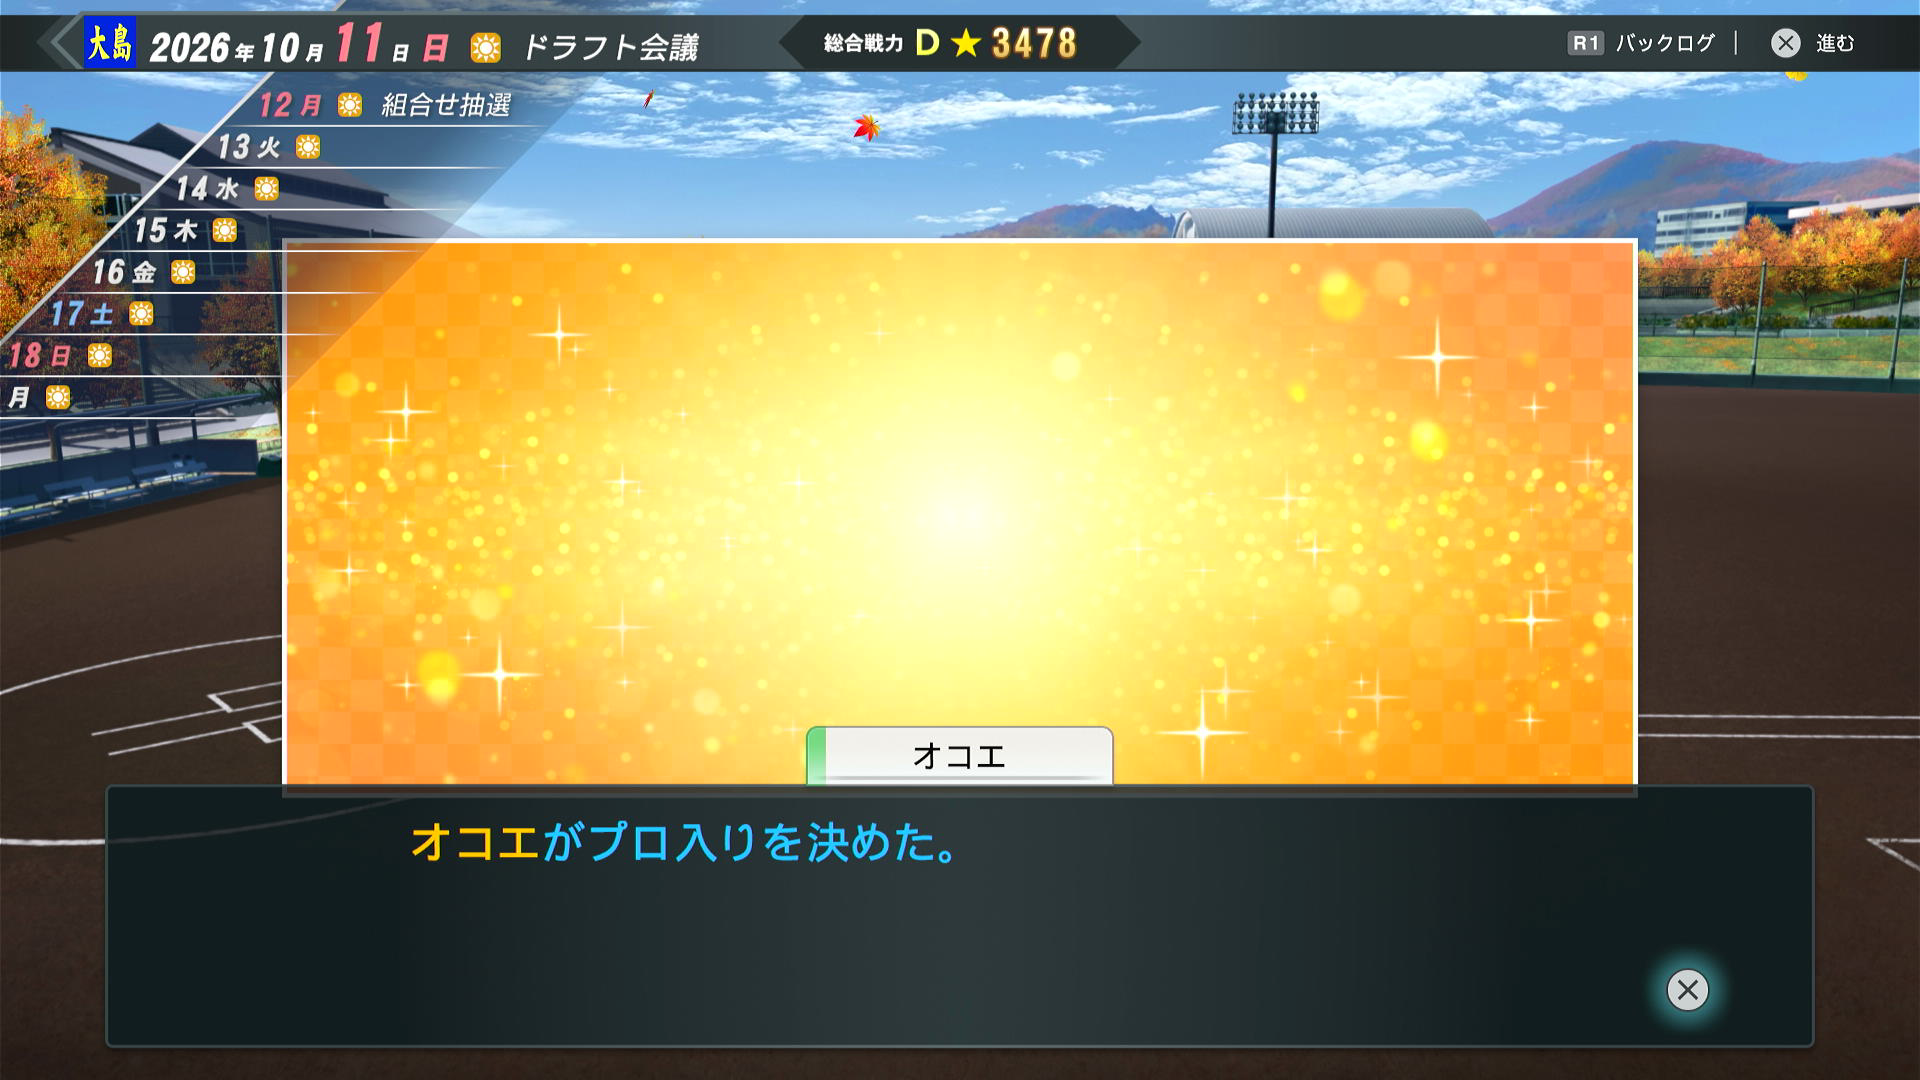 大島 2026年10月11日 日 ドラフト会議 総合戦力 D ★ 3478 R1 バックログ | 進む
12 月 組合せ抽選
13 火
14 水
15 木
16 金
17 土
18 日
月
オコエ
オコエがプロ入りを決めた。